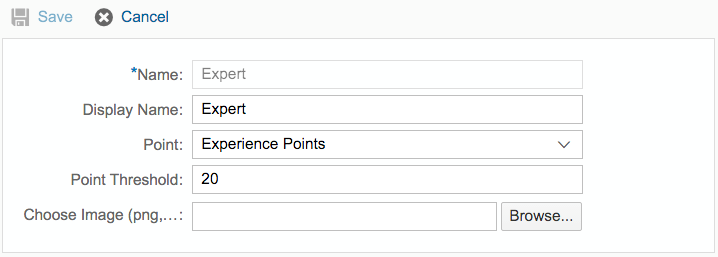 Save Cancel
*Name: Expert
Display Name: Expert
Point: Experience Points
Point Threshold: 20
Choose Image (png,...: Browse...